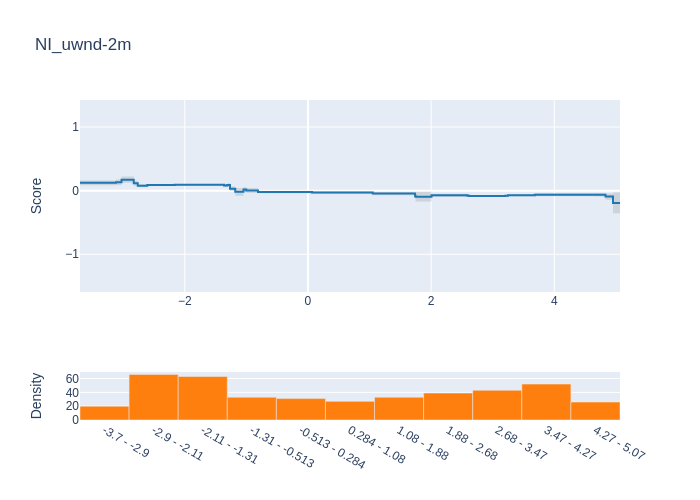 NI_uwnd-2m
Score
1
0
−1
−2
0
2
4
Density
60
40
20
0
-3.7 - -2.9
-2.9 - -2.11
-2.11 - -1.31
-1.31 - -0.513
-0.513 - 0.284
0.284 - 1.08
1.08 - 1.88
1.88 - 2.68
2.68 - 3.47
3.47 - 4.27
4.27 - 5.07